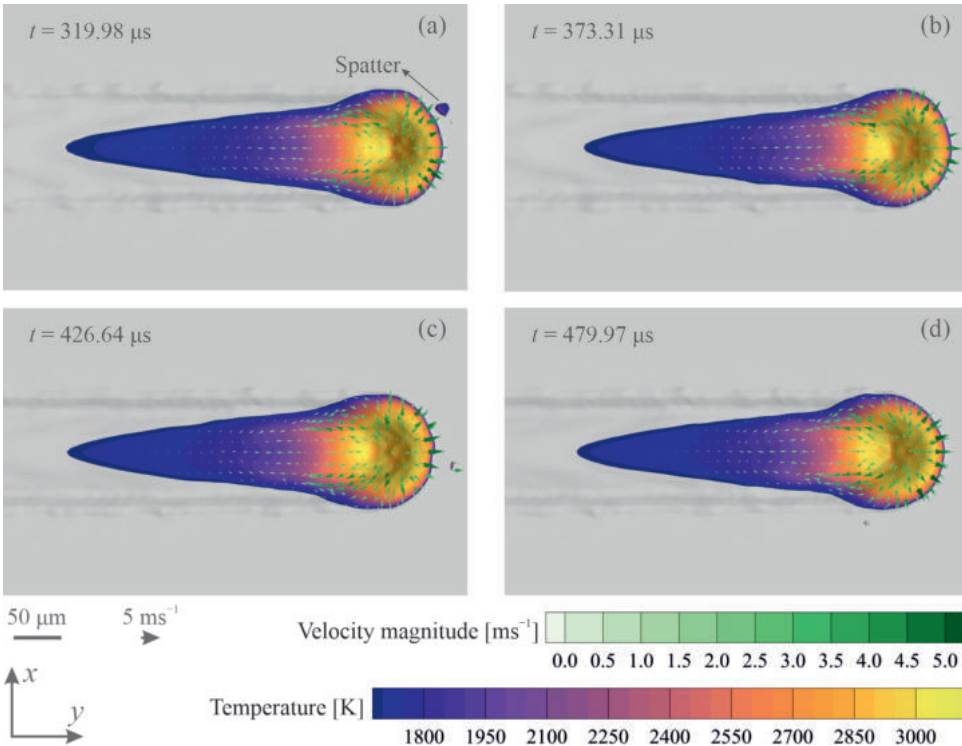 t = 319.98 μs
(a)
Spatter
t = 373.31 μs
(b)
t = 426.64 μs
(c)
t = 479.97 μs
(d)
50 μm
5 ms⁻¹
Velocity magnitude [ms⁻¹]
0.0 0.5 1.0 1.5 2.0 2.5 3.0 3.5 4.0 4.5 5.0
x
y
Temperature [K]
1800 1950 2100 2250 2400 2550 2700 2850 3000